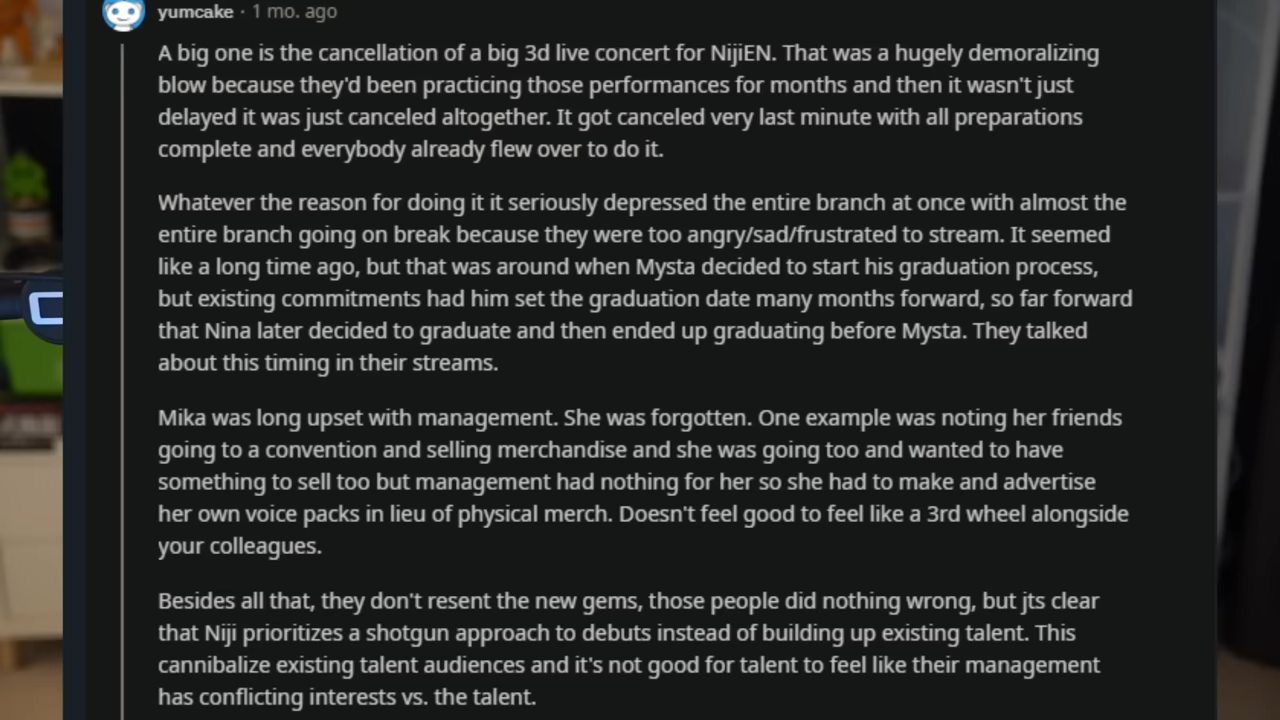 yumcake · 1 mo. ago
A big one is the cancellation of a big 3d live concert for NijiEN. That was a hugely demoralizing
blow because they'd been practicing those performances for months and then it wasn't just
delayed it was just canceled altogether. It got canceled very last minute with all preparations
complete and everybody already flew over to do it.
Whatever the reason for doing it it seriously depressed the entire branch at once with almost the
entire branch going on break because they were too angry/sad/frustrated to stream. It seemed
like a long time ago, but that was around when Mysta decided to start his graduation process,
but existing commitments had him set the graduation date many months forward, so far forward
that Nina later decided to graduate and then ended up graduating before Mysta. They talked
about this timing in their streams.
Mika was long upset with management. She was forgotten. One example was noting her friends
going to a convention and selling merchandise and she was going too and wanted to have
something to sell too but management had nothing for her so she had to make and advertise
her own voice packs in lieu of physical merch. Doesn't feel good to feel like a 3rd wheel alongside
your colleagues.
Besides all that, they don't resent the new gems, those people did nothing wrong, but jts clear
that Niji prioritizes a shotgun approach to debuts instead of building up existing talent. This
cannibalize existing talent audiences and it's not good for talent to feel like their management
has conflicting interests vs. the talent.